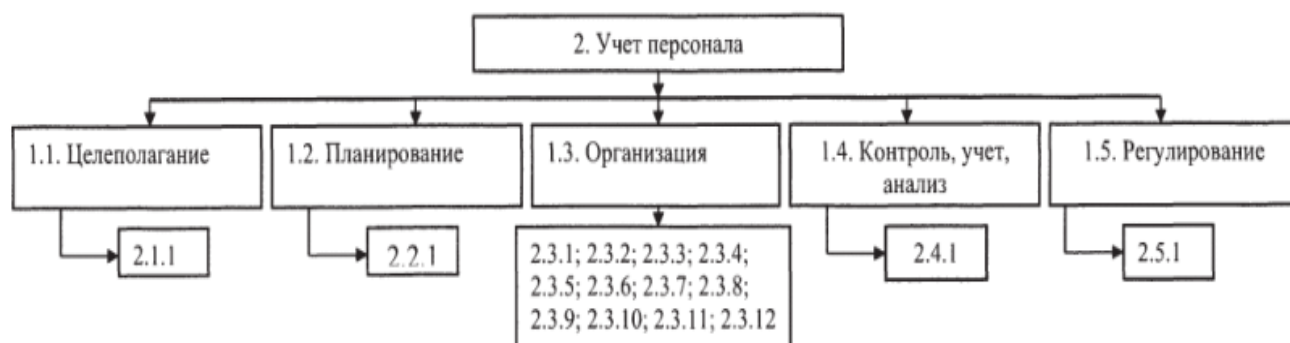 2. Учет персонала
1.1. Целеполагание
1.2. Планирование
1.3. Организация
1.4. Контроль, учет,
анализ
1.5. Регулирование
2.1.1
2.2.1
2.3.1; 2.3.2; 2.3.3; 2.3.4;
2.3.5; 2.3.6; 2.3.7; 2.3.8;
2.3.9; 2.3.10; 2.3.11; 2.3.12
2.4.1
2.5.1